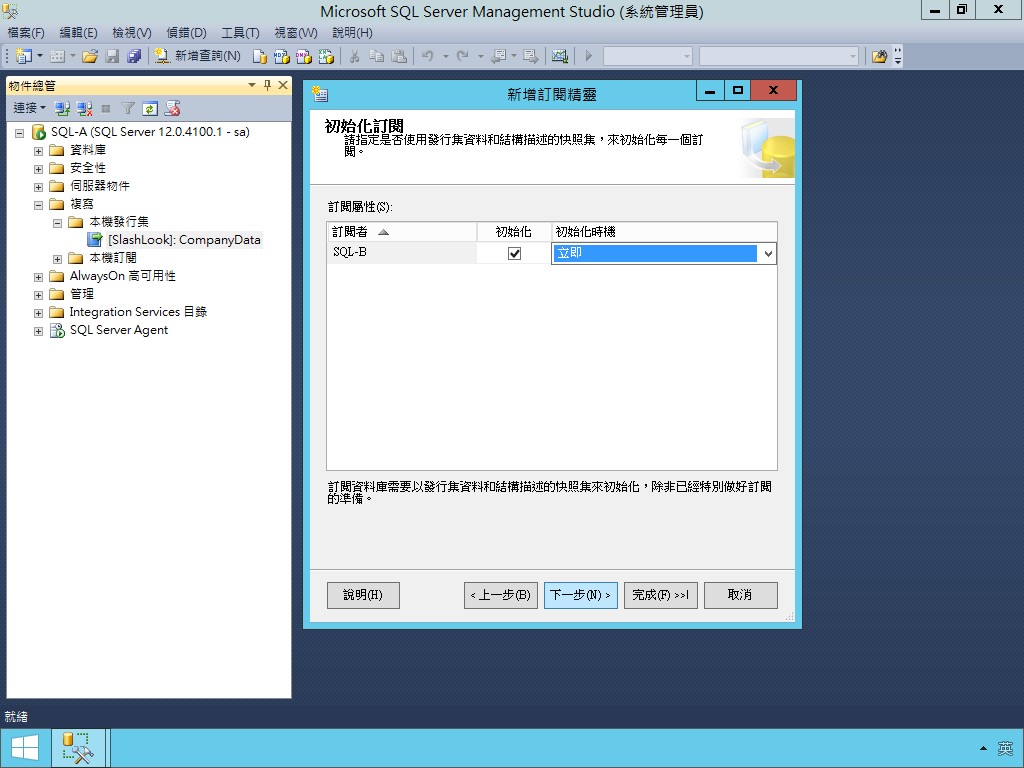 Microsoft SQL Server Management Studio (系統管理員)
檔案(F) 編輯(E) 檢視(V) 偵錯(D) 工具(T) 視窗(W) 說明(H)
新增查詢(N)
物件總管
連接
SQL-A (SQL Server 12.0.4100.1 - sa)
資料庫
安全性
伺服器物件
複寫
本機發行集
[SlashLook]: CompanyData
本機訂閱
AlwaysOn 高可用性
管理
Integration Services 目錄
SQL Server Agent
新增訂閱精靈
初始化訂閱
請指定是否使用發行集資料和結構描述的快照集，來初始化每一個訂
閱。
訂閱屬性(S):
訂閱者 初始化 初始化時機
SQL-B 立即
訂閱資料庫需要以發行集資料和結構描述的快照集來初始化，除非已經特別做好訂閱
的準備。
說明(H) < 上一步(B) 下一步(N) > 完成(F) >>| 取消
就緒
英